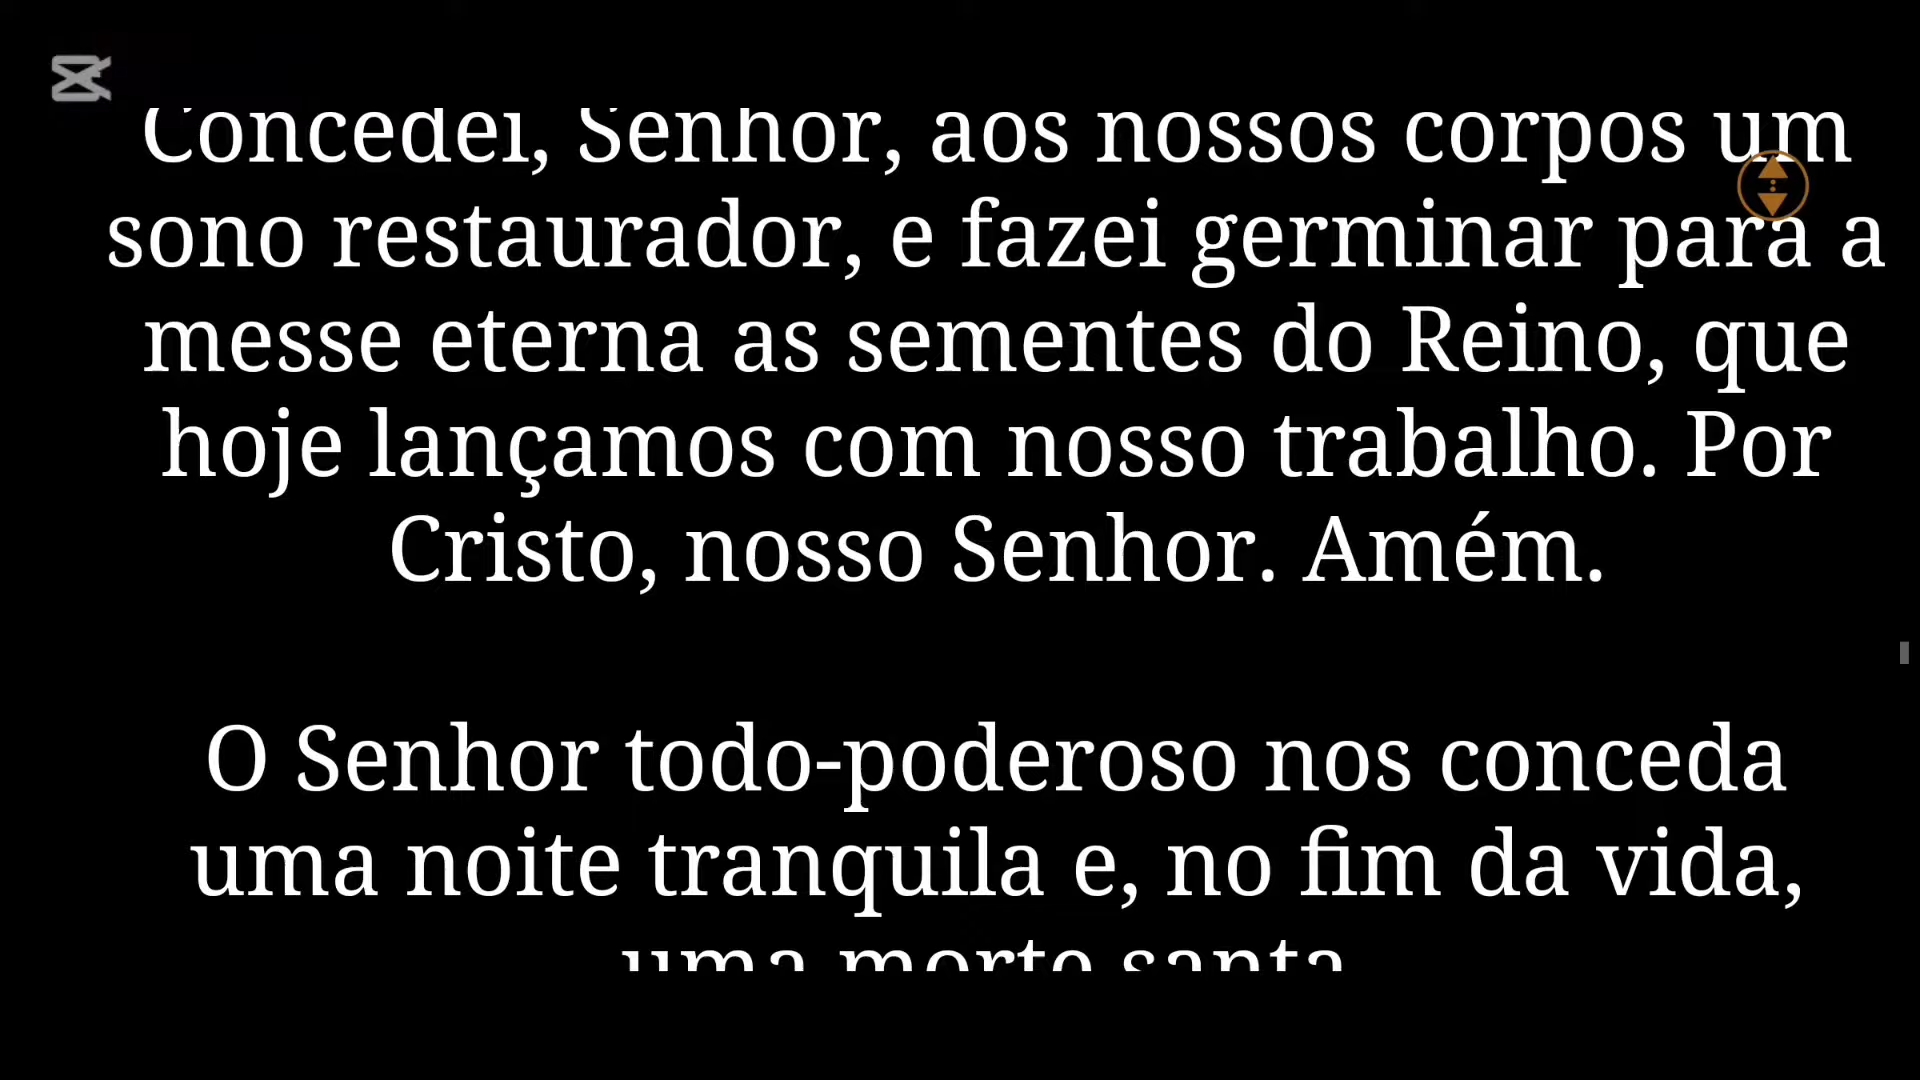 Concedei, Senhor, aos nossos corpos um
sono restaurador, e fazei germinar para a
messe eterna as sementes do Reino, que
hoje lançamos com nosso trabalho. Por
Cristo, nosso Senhor. Amém.
O Senhor todo-poderoso nos conceda
uma noite tranquila e, no fim da vida,
uma morte santa